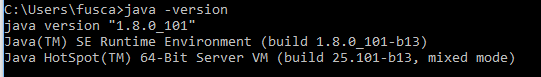 C:\Users\fusca>java -version
java version "1.8.0_101"
Java(TM) SE Runtime Environment (build 1.8.0_101-b13)
Java HotSpot(TM) 64-Bit Server VM (build 25.101-b13, mixed mode)